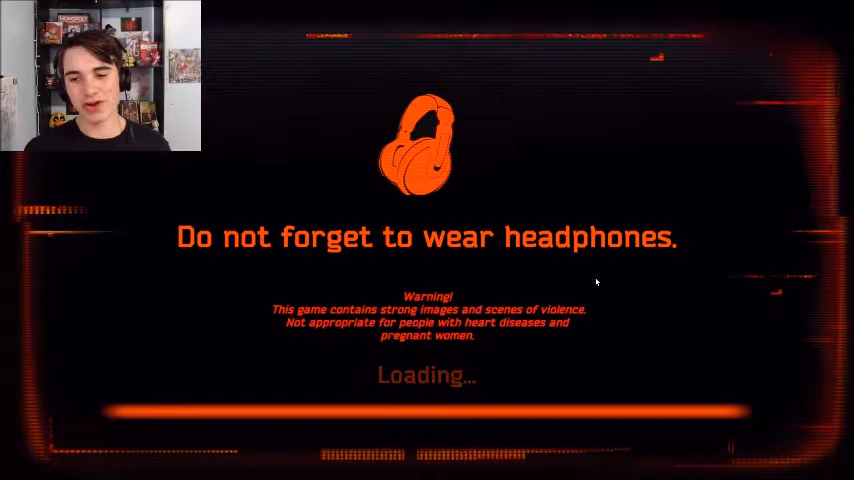 MONOPOLY
Do not forget to wear headphones.
Warning!
This game contains strong images and scenes of violence.
Not appropriate for people with heart diseases and
pregnant women.
Loading...